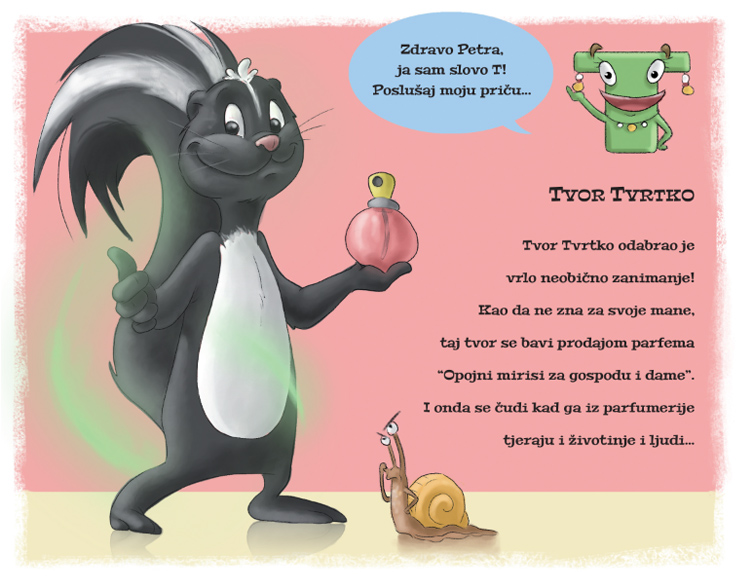 Zdravo Petra,
ja sam slovo T!
Poslušaj moju priču...
Tvor Tvrtko
Tvor Tvrtko odabrao je
vrlo neobično zanimanje!
Kao da ne zna za svoje mane,
taj tvor se bavi prodajom parfema
“Opojni mirisi za gospodu i dame”.
I onda se čudi kad ga iz parfumerije
tjeraju i životinje i ljudi...